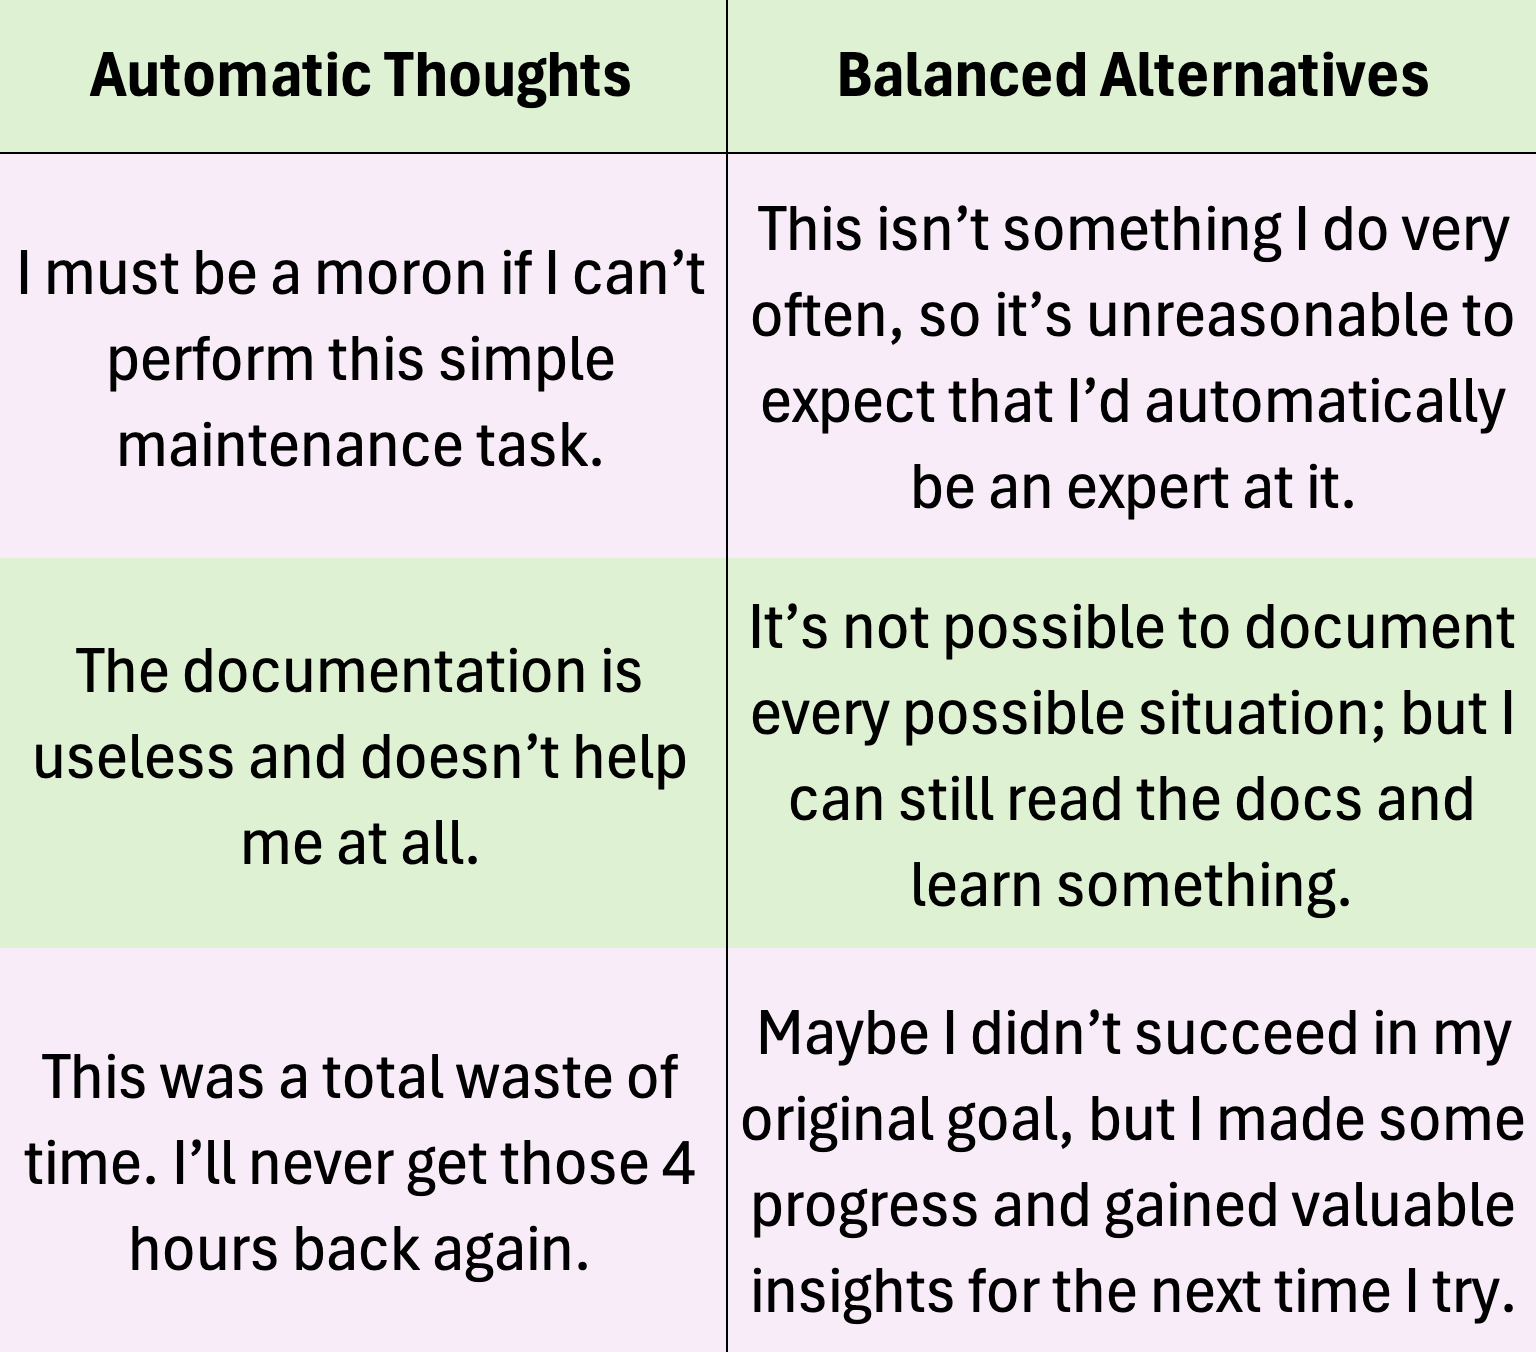 Automatic Thoughts
Balanced Alternatives
I must be a moron if I can’t
perform this simple
maintenance task.
This isn’t something I do very
often, so it’s unreasonable to
expect that I’d automatically
be an expert at it.
The documentation is
useless and doesn’t help
me at all.
It’s not possible to document
every possible situation; but I
can still read the docs and
learn something.
This was a total waste of
time. I’ll never get those 4
hours back again.
Maybe I didn’t succeed in my
original goal, but I made some
progress and gained valuable
insights for the next time I try.